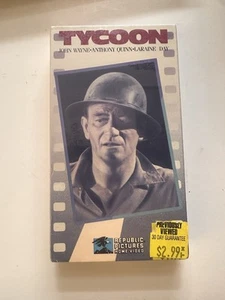 TYCOON
JOHN WAYNE•ANTHONY QUINN•LARAINE DAY
REPUBLIC
PICTURES
HOME VIDEO
PREVIOUSLY
VIEWED
30 DAY GUARANTEE
$2.99